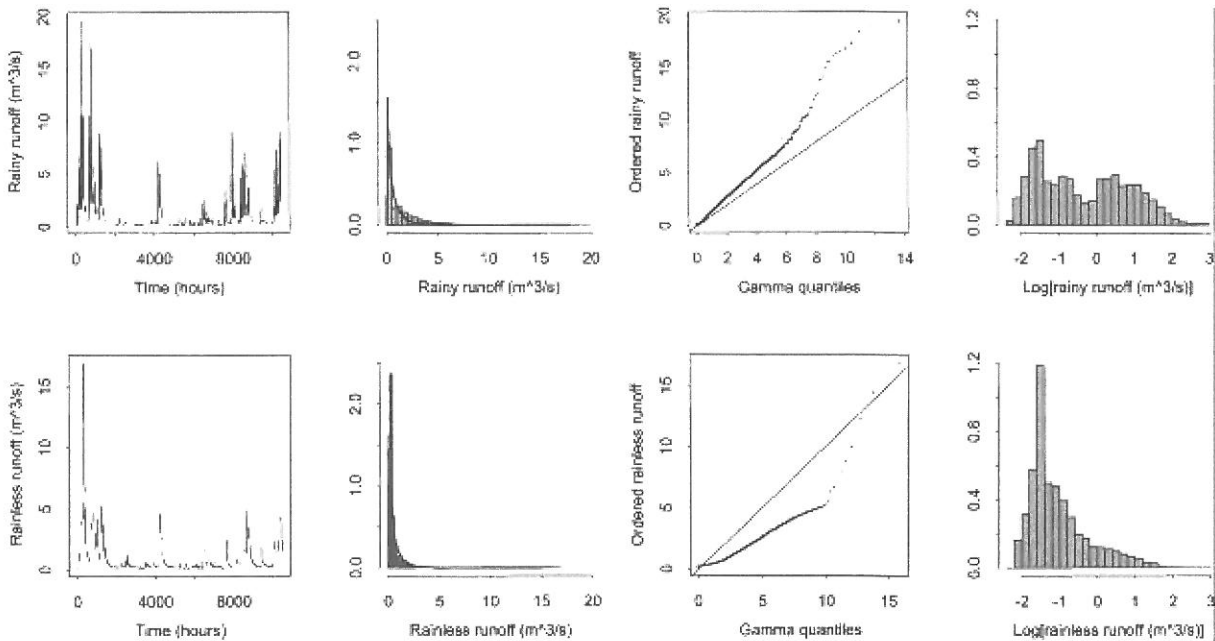 Rainy runoff (m^3/s)
0 5 10 15 20
0 4000 8000
Time (hours)
0.0 1.0 2.0
0 5 10 15 20
Rainy runoff (m^3/s)
Ordered rainy runoff
0 5 10 15 20
0 2 4 6 8 10 14
Gamma quantiles
0.0 0.4 0.8 1.2
-2 -1 0 1 2 3
Log[rainy runoff (m^3/s)]
Rainless runoff (m^3/s)
0 5 10 15
0 4000 8000
Time (hours)
0.0 1.0 2.0
0 5 10 15 20
Rainless runoff (m^3/s)
Ordered rainless runoff
0 5 10 15
0 5 10 15
Gamma quantiles
0.0 0.4 0.8 1.2
-2 -1 0 1 2 3
Log[rainless runoff (m^3/s)]